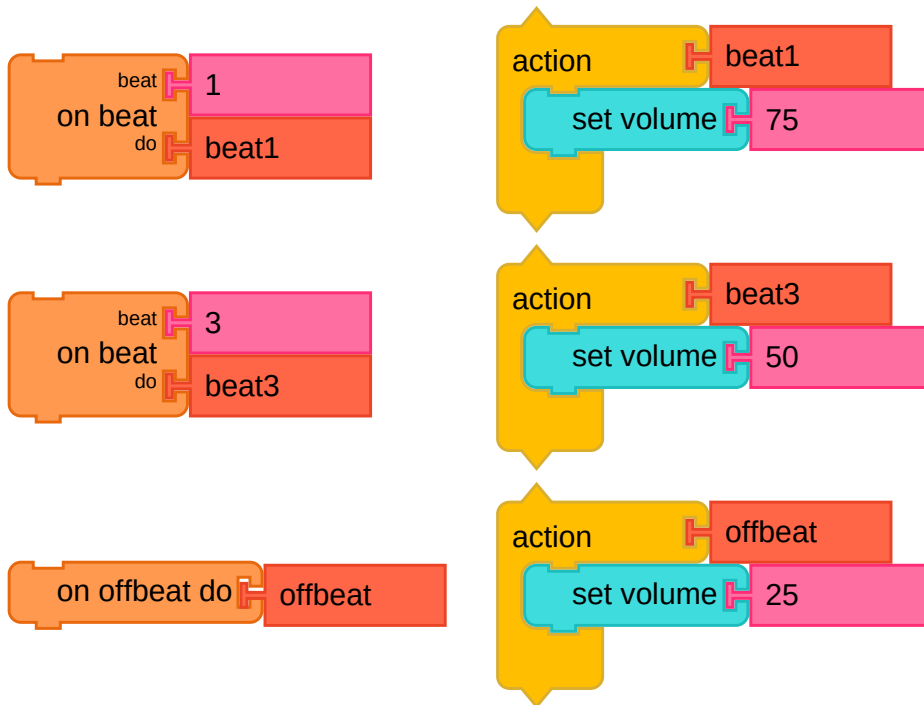 beat 1
on beat
do beat1
action beat1
set volume 75
beat 3
on beat
do beat3
action beat3
set volume 50
on offbeat do offbeat
action offbeat
set volume 25